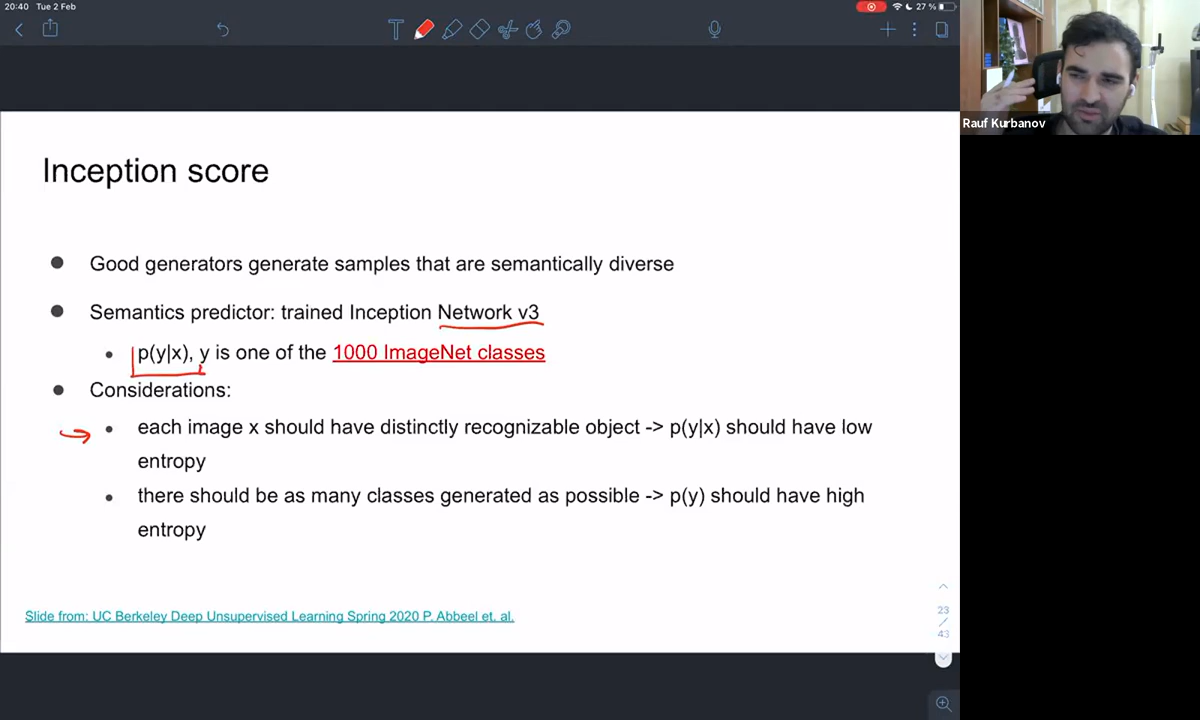 20:40 Tue 2 Feb
27 %
Rauf Kurbanov
Inception score
Good generators generate samples that are semantically diverse
Semantics predictor: trained Inception Network v3
p(y|x), y is one of the 1000 ImageNet classes
Considerations:
each image x should have distinctly recognizable object -> p(y|x) should have low
entropy
there should be as many classes generated as possible -> p(y) should have high
entropy
Slide from: UC Berkeley Deep Unsupervised Learning Spring 2020 P. Abbeel et. al.
23
/
43